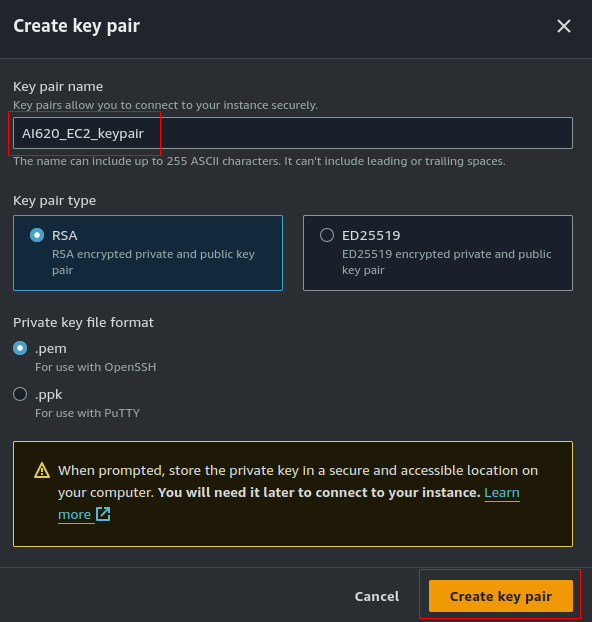 Create key pair
Key pair name
Key pairs allow you to connect to your instance securely.
AI620_EC2_keypair
The name can include up to 255 ASCII characters. It can't include leading or trailing spaces.
Key pair type
RSA
RSA encrypted private and public key
pair
ED25519
ED25519 encrypted private and public
key pair
Private key file format
.pem
For use with OpenSSH
.ppk
For use with PuTTY
When prompted, store the private key in a secure and accessible location on
your computer. You will need it later to connect to your instance. Learn
more
Cancel
Create key pair